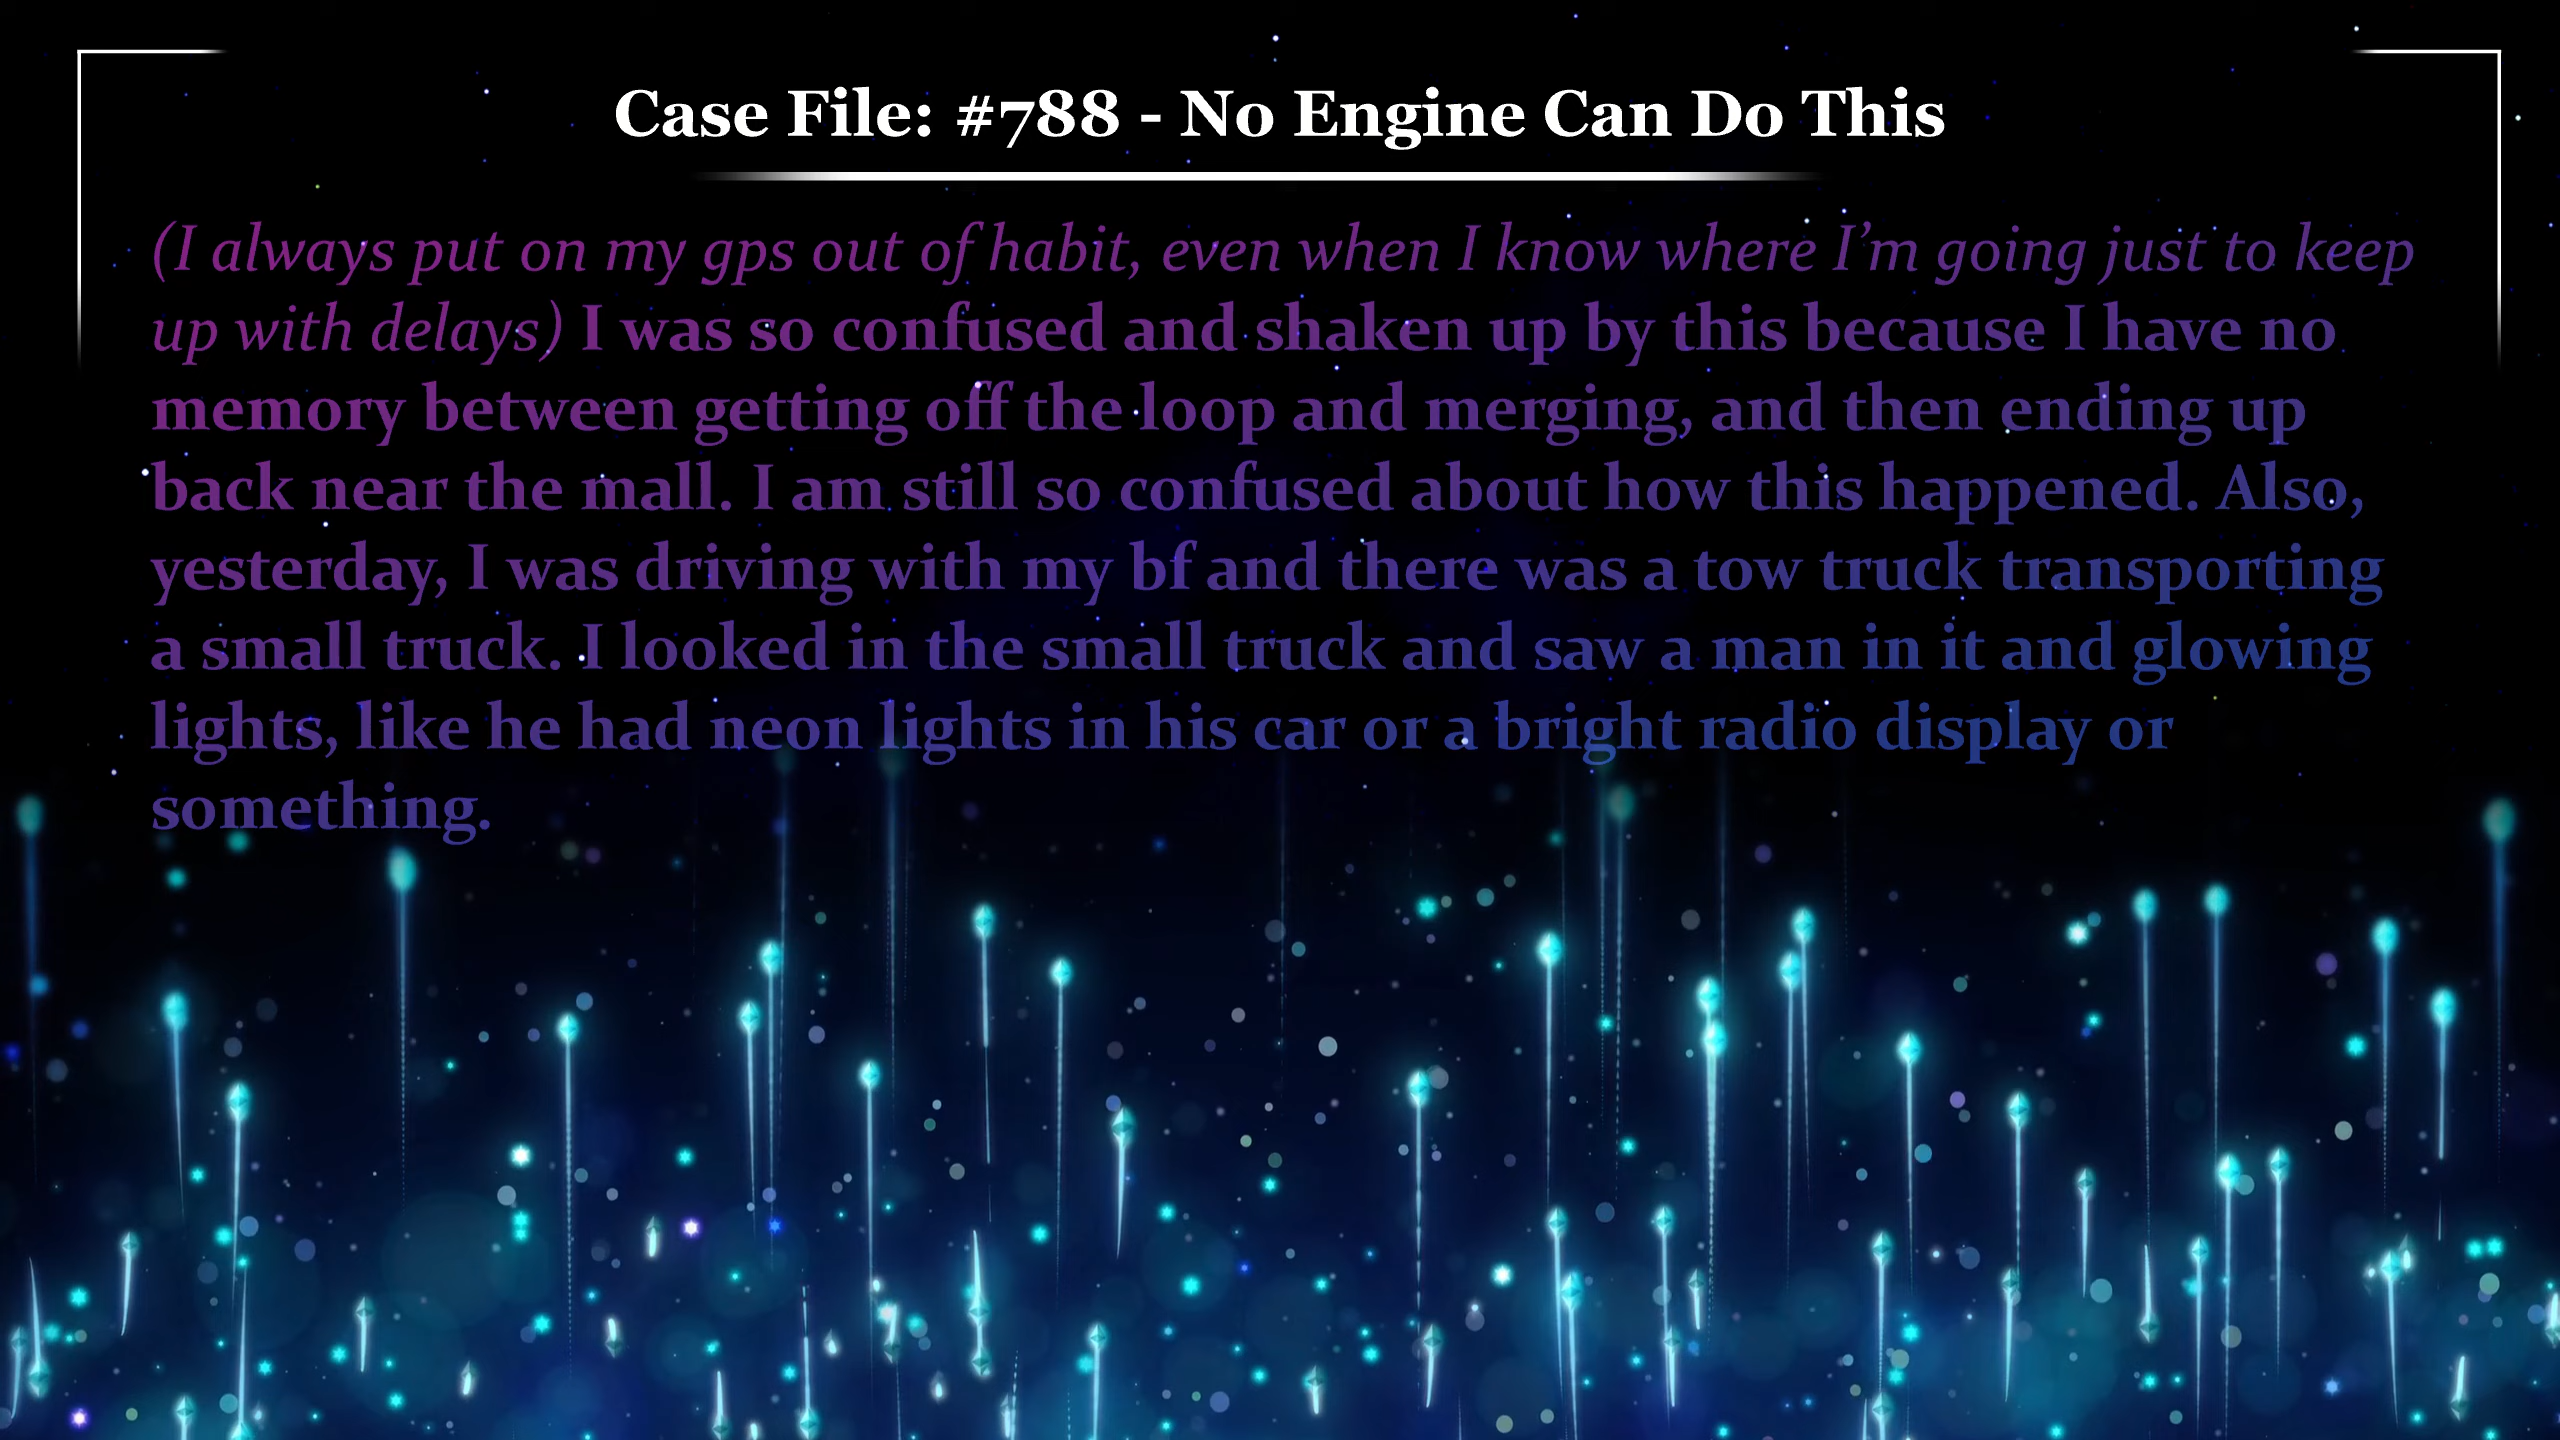 Case File: #788 - No Engine Can Do This
(I always put on my gps out of habit, even when I know where I’m going just to keep
up with delays) I was so confused and shaken up by this because I have no
memory between getting off the loop and merging, and then ending up
back near the mall. I am still so confused about how this happened. Also,
yesterday, I was driving with my bf and there was a tow truck transporting
a small truck. I looked in the small truck and saw a man in it and glowing
lights, like he had neon lights in his car or a bright radio display or
something.